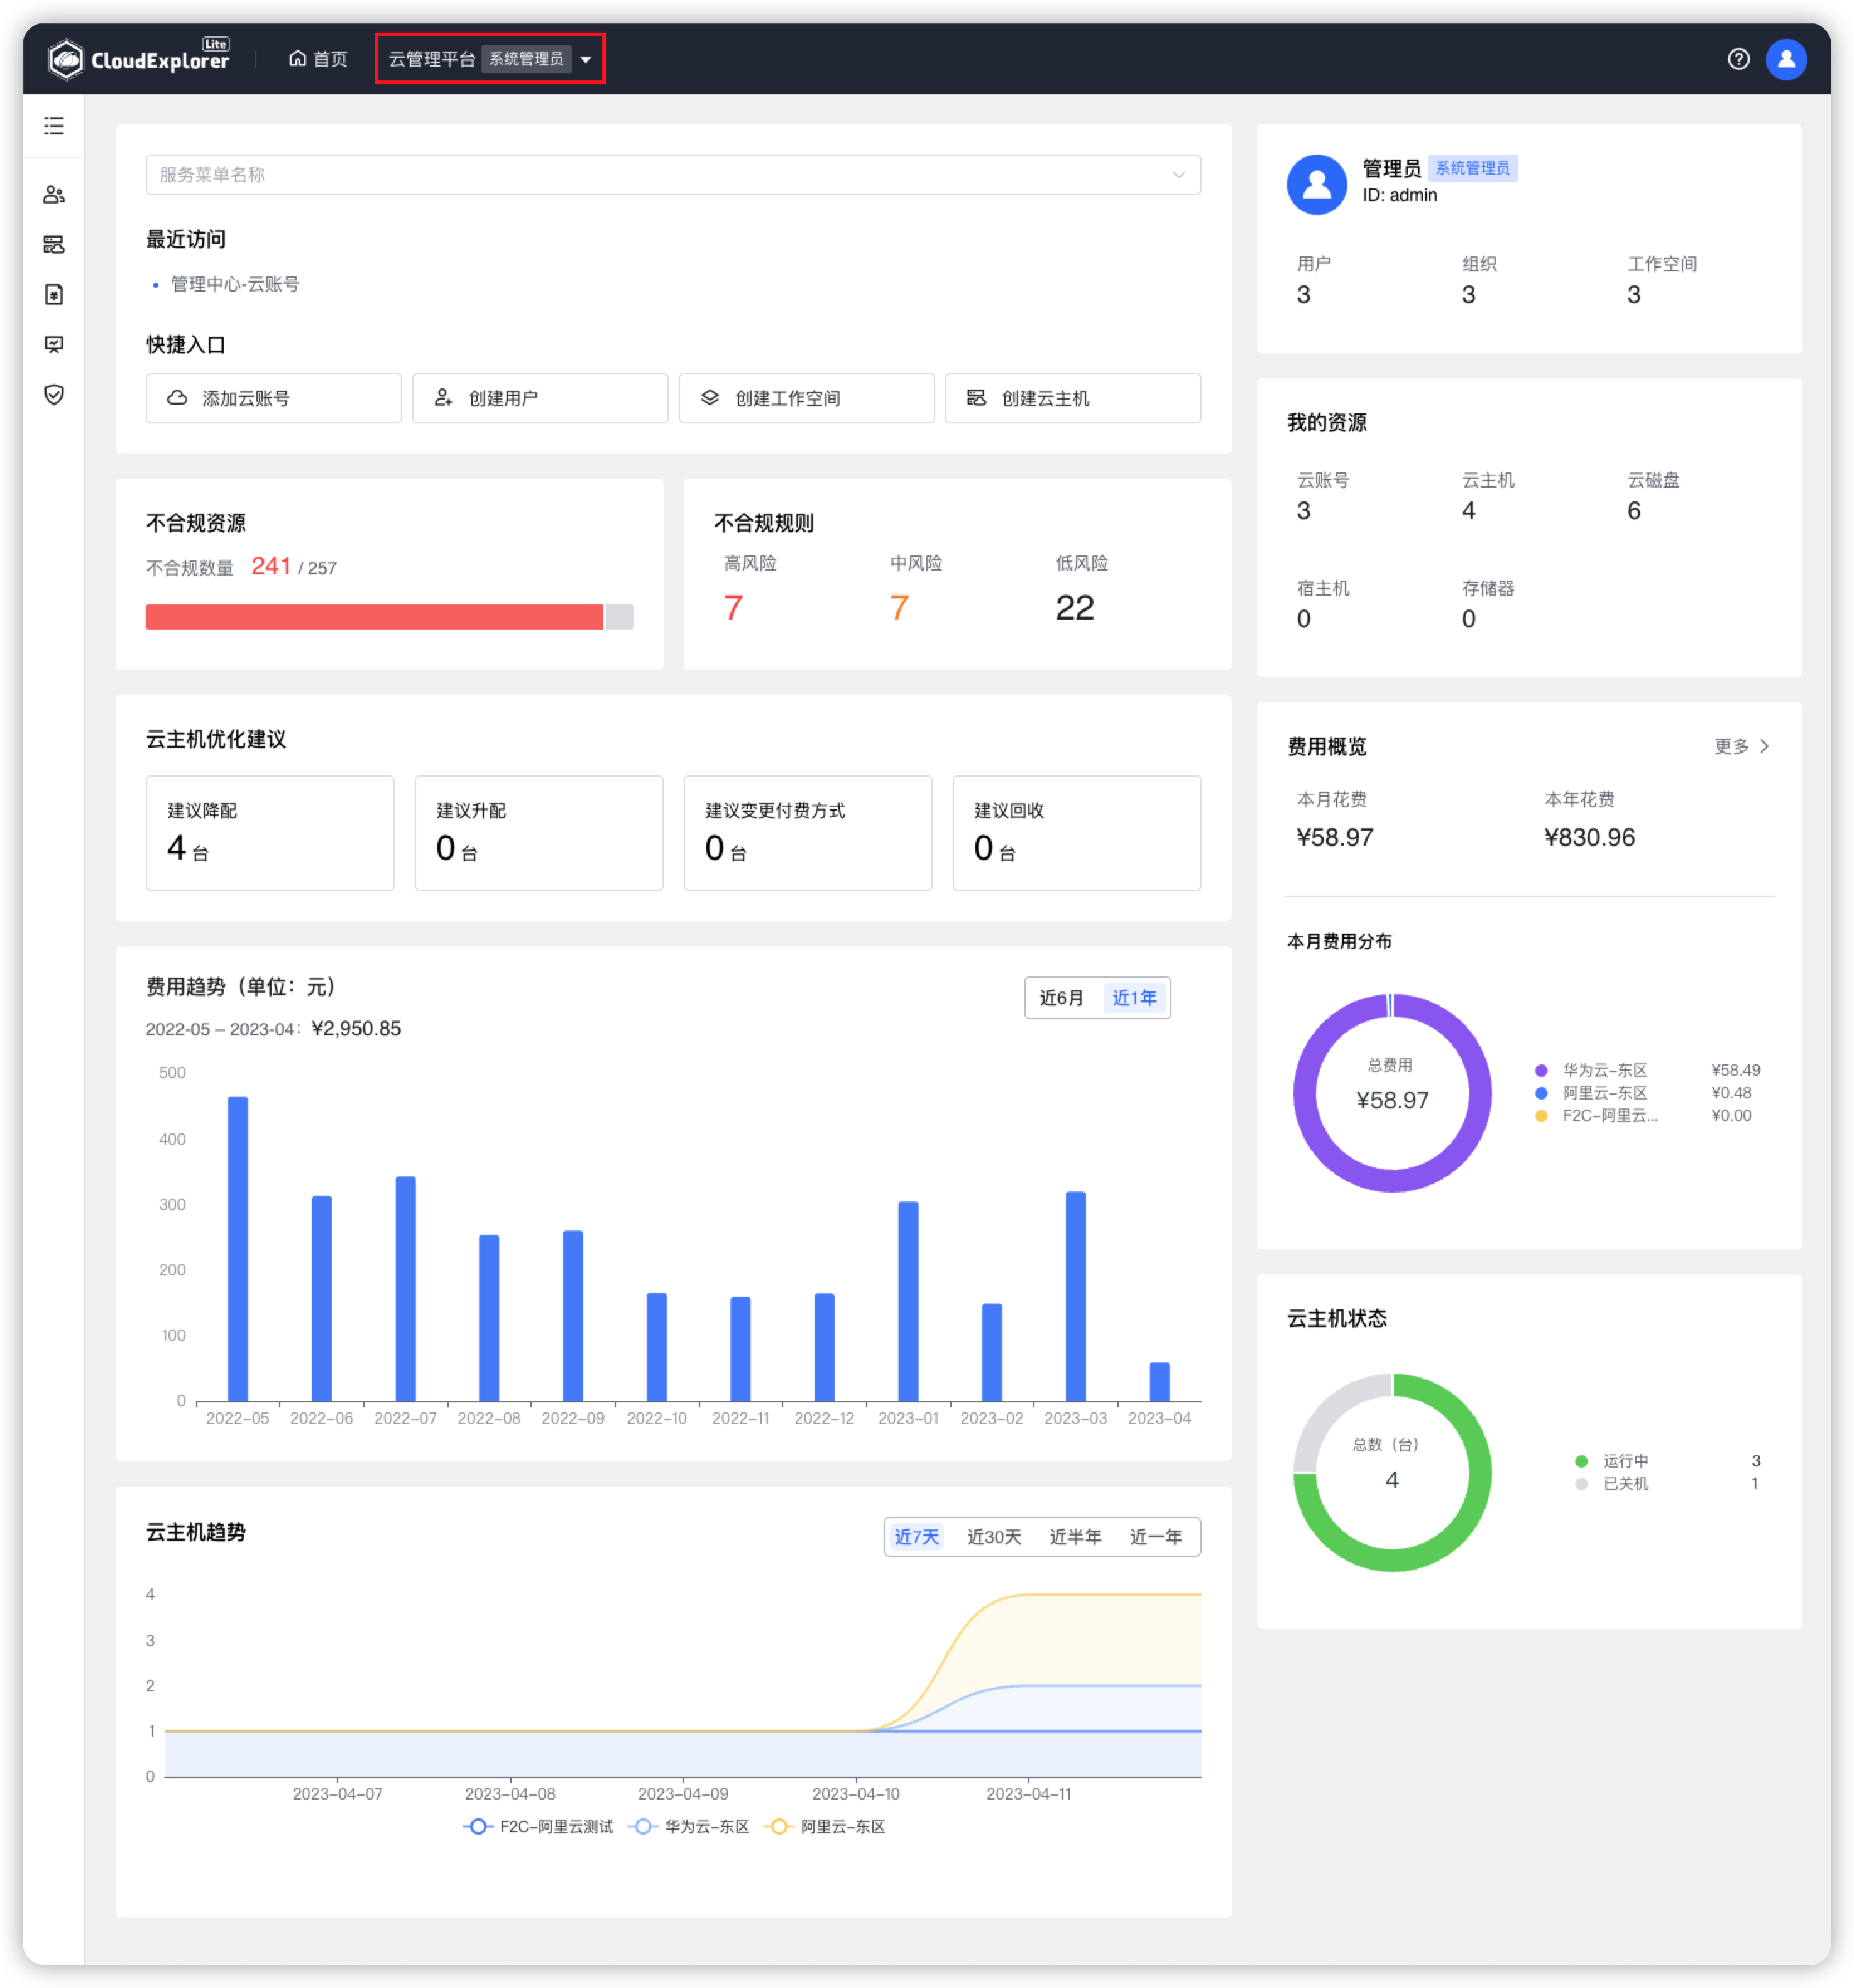 CloudExplorer Lite
首页
云管理平台 系统管理员
服务菜单名称
最近访问
管理中心-云账号
快捷入口
添加云账号
创建用户
创建工作空间
创建云主机
不合规资源
不合规数量 241 / 257
不合规规则
高风险 中风险 低风险
7 7 22
云主机优化建议
建议降配
4 台
建议升配
0 台
建议变更付费方式
0 台
建议回收
0 台
费用趋势（单位：元）
近6月 近1年
2022-05 – 2023-04： ¥2,950.85
500
400
300
200
100
0
2022-05 2022-06 2022-07 2022-08 2022-09 2022-10 2022-11 2022-12 2023-01 2023-02 2023-03 2023-04
云主机趋势
近7天 近30天 近半年 近一年
4
3
2
1
0
2023-04-07 2023-04-08 2023-04-09 2023-04-10 2023-04-11
F2C-阿里云测试 华为云-东区 阿里云-东区
管理员 系统管理员
ID: admin
用户 组织 工作空间
3 3 3
我的资源
云账号 云主机 云磁盘
3 4 6
宿主机 存储器
0 0
费用概览
更多
本月花费 本年花费
¥58.97 ¥830.96
本月费用分布
总费用
¥58.97
华为云-东区 ¥58.49
阿里云-东区 ¥0.48
F2C-阿里云... ¥0.00
云主机状态
总数（台）
4
运行中 3
已关机 1